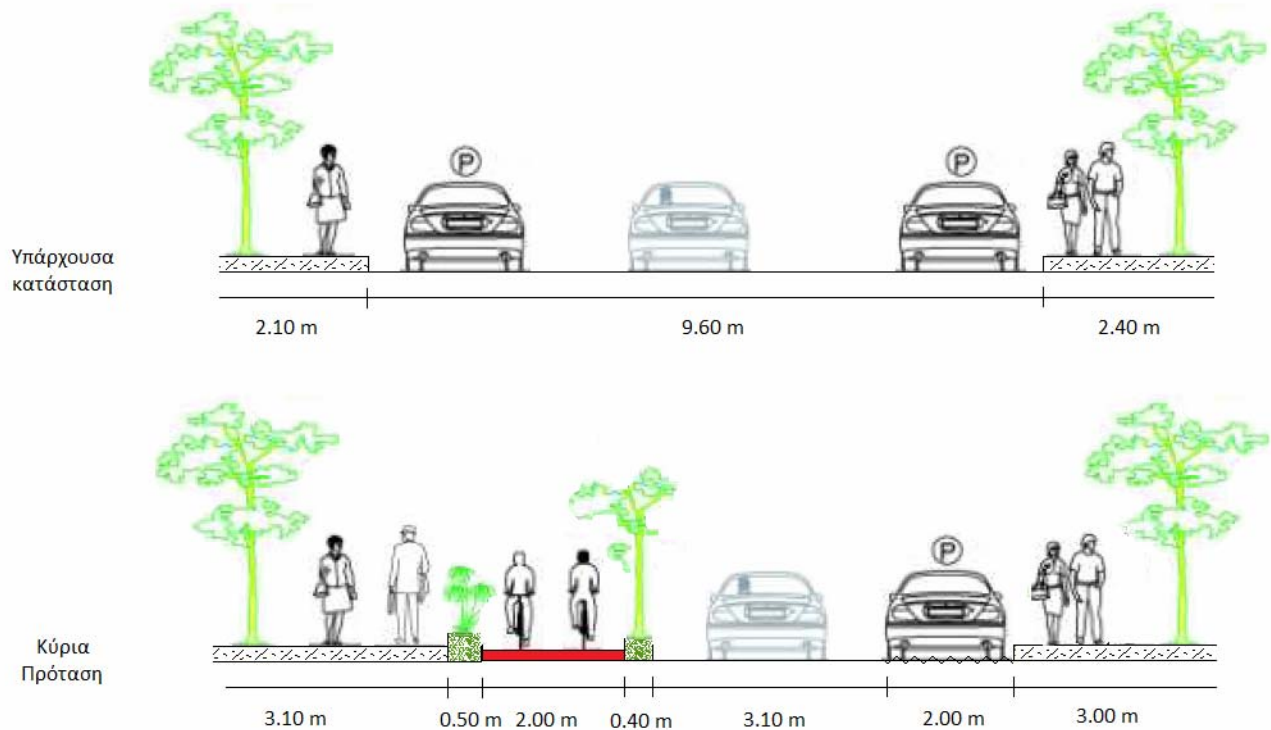 P
P
Υπάρχουσα
κατάσταση
2.10 m
9.60 m
2.40 m
P
Κύρια
Πρόταση
3.10 m
0.50 m
2.00 m
0.40 m
3.10 m
2.00 m
3.00 m